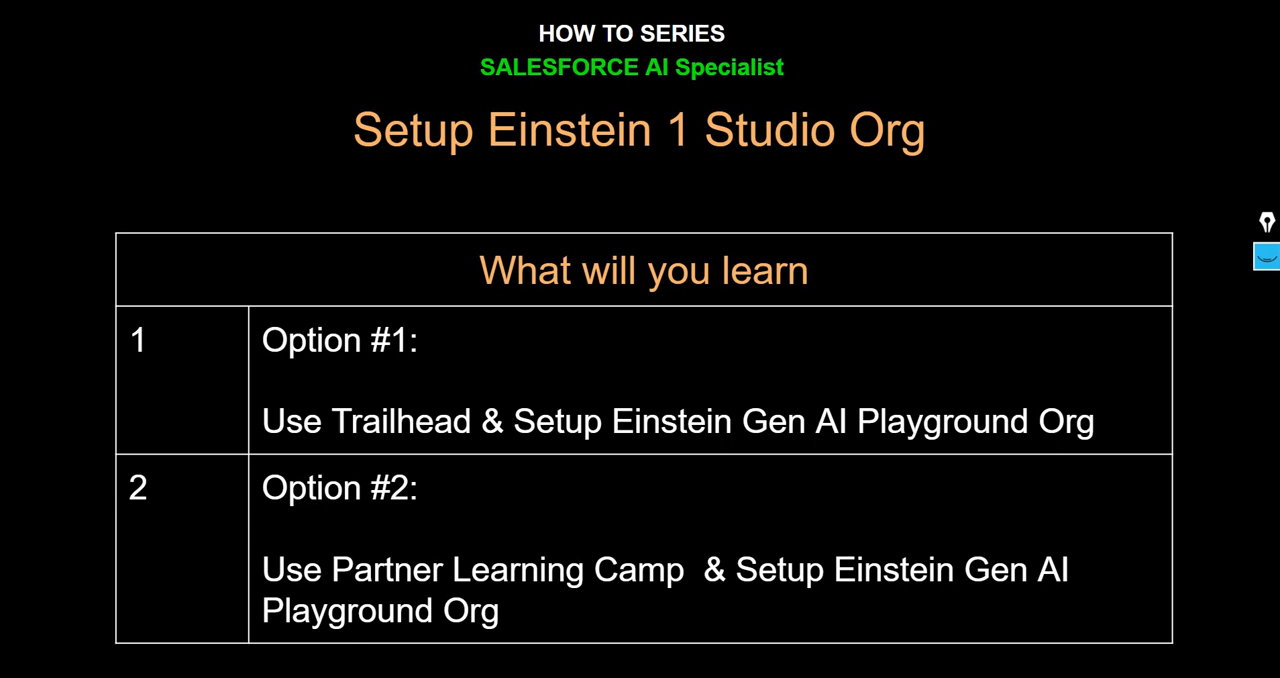 HOW TO SERIES
SALESFORCE AI Specialist
Setup Einstein 1 Studio Org
What will you learn
1
Option #1:
Use Trailhead & Setup Einstein Gen AI Playground Org
2
Option #2:
Use Partner Learning Camp  & Setup Einstein Gen AI
Playground Org